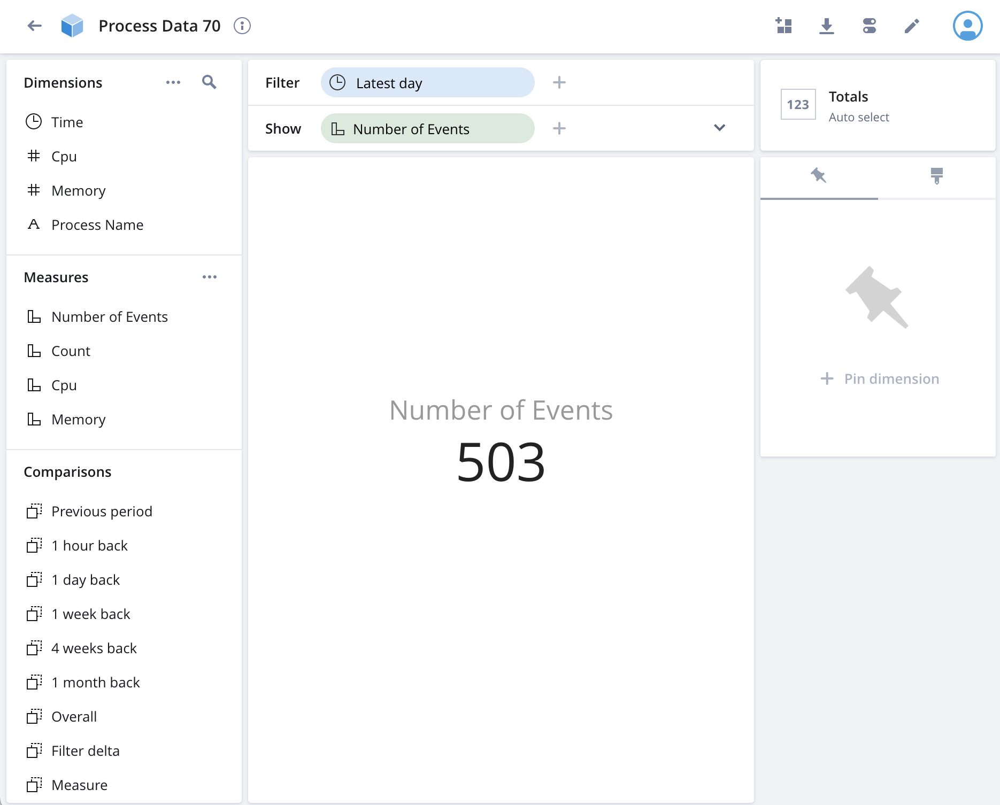 Process Data 70
Dimensions
Time
Cpu
Memory
Process Name
Measures
Number of Events
Count
Cpu
Memory
Comparisons
Previous period
1 hour back
1 day back
1 week back
4 weeks back
1 month back
Overall
Filter delta
Measure
Filter
Latest day
Show
Number of Events
Number of Events
503
123
Totals
Auto select
Pin dimension